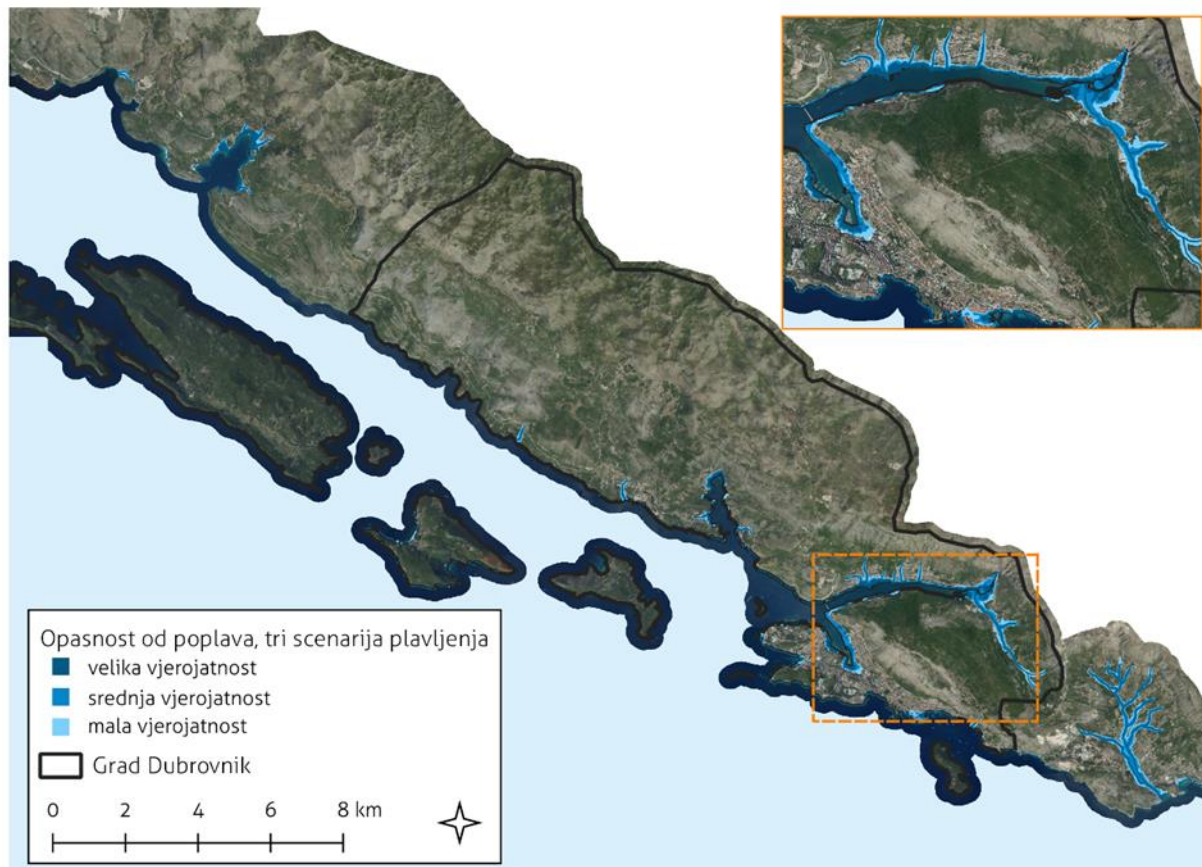 Opasnost od poplava, tri scenarija plavljenja
velika vjerojatnost
srednja vjerojatnost
mala vjerojatnost
Grad Dubrovnik
0 2 4 6 8 km